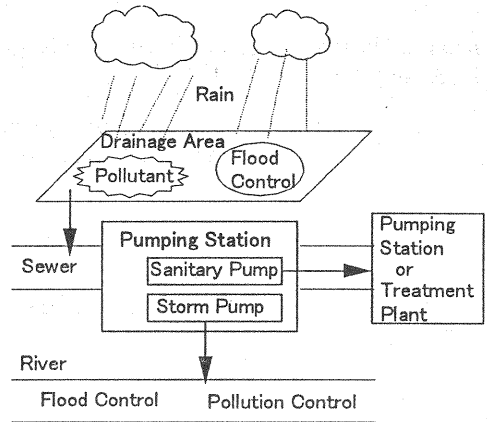 Rain
Drainage Area
Pollutant
Flood
Control
Pumping Station
Sanitary Pump
Storm Pump
Sewer
Pumping
Station
or
Treatment
Plant
River
Flood Control
Pollution Control